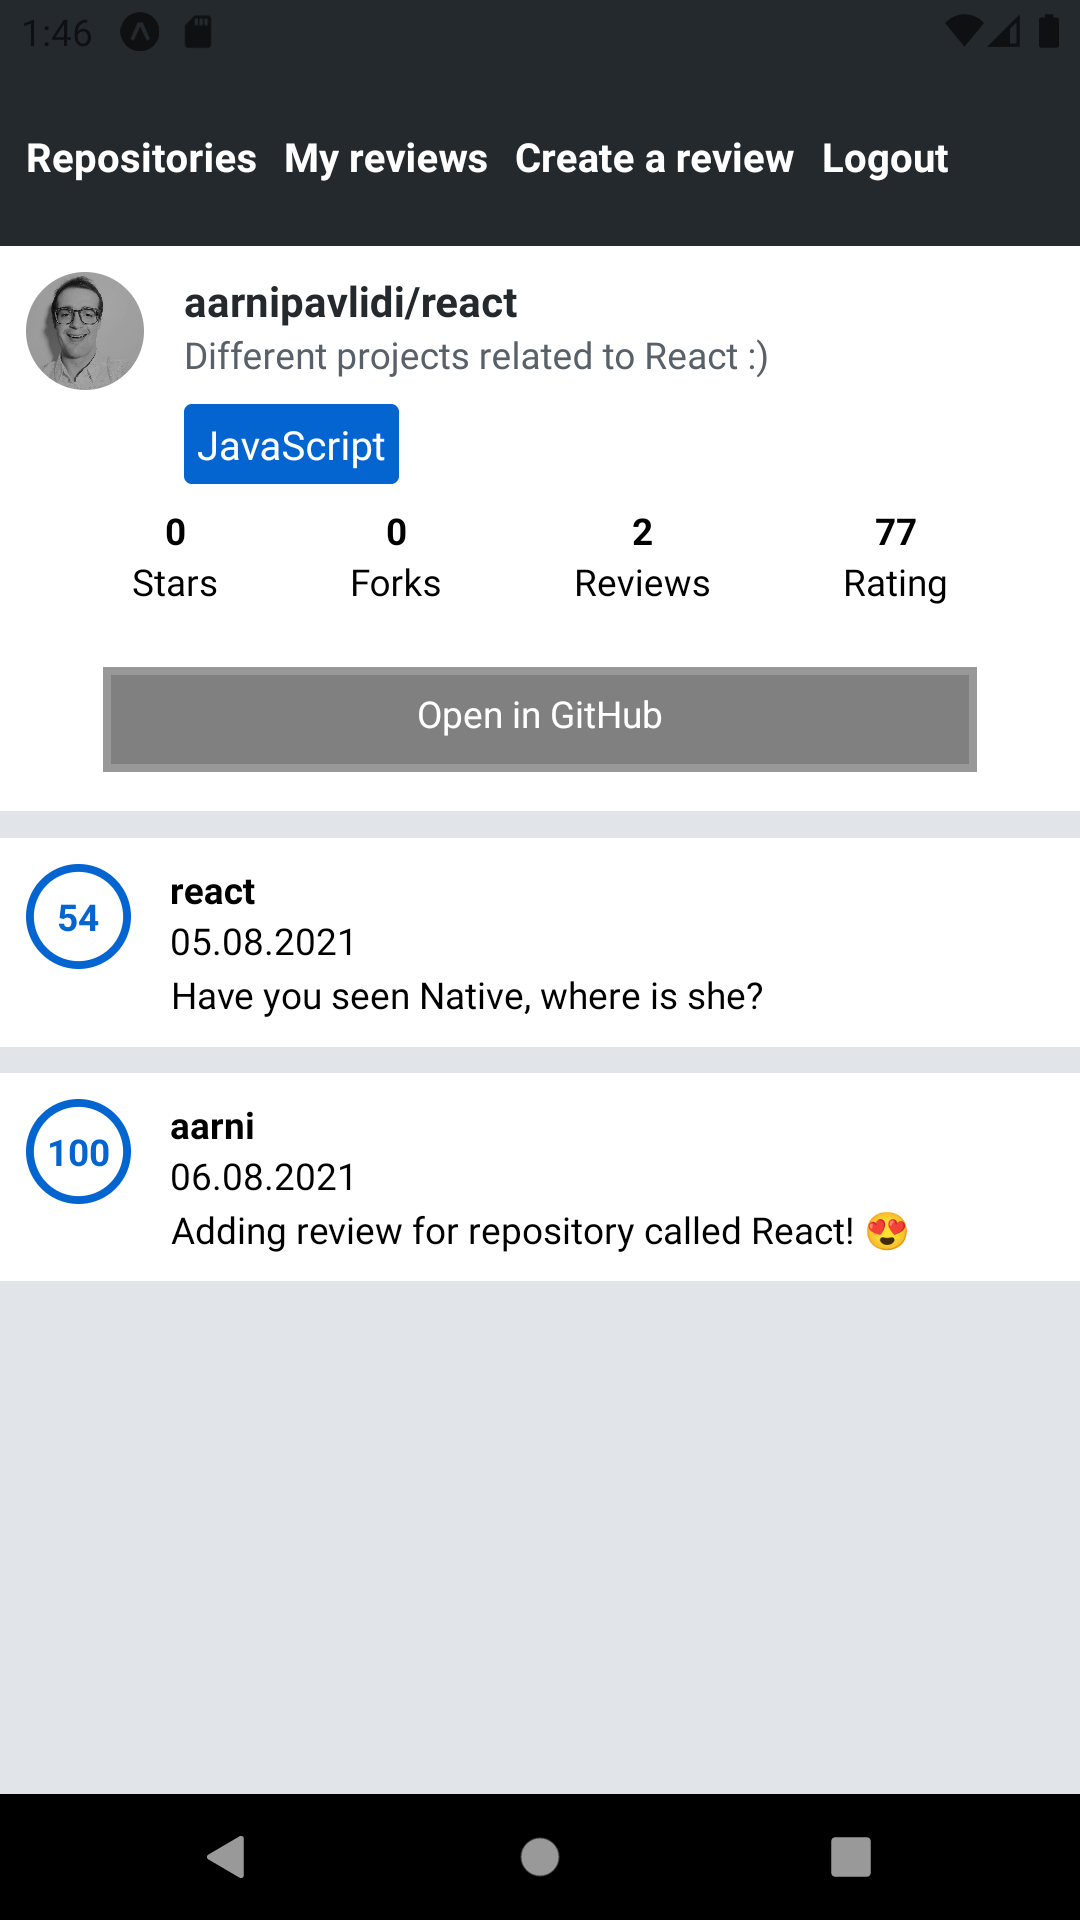 1:46
Repositories My reviews Create a review Logout
aarnipavlidi/react
Different projects related to React :)
JavaScript
0 0 2 77
Stars Forks Reviews Rating
Open in GitHub
54 react
05.08.2021
Have you seen Native, where is she?
100 aarni
06.08.2021
Adding review for repository called React! 😍